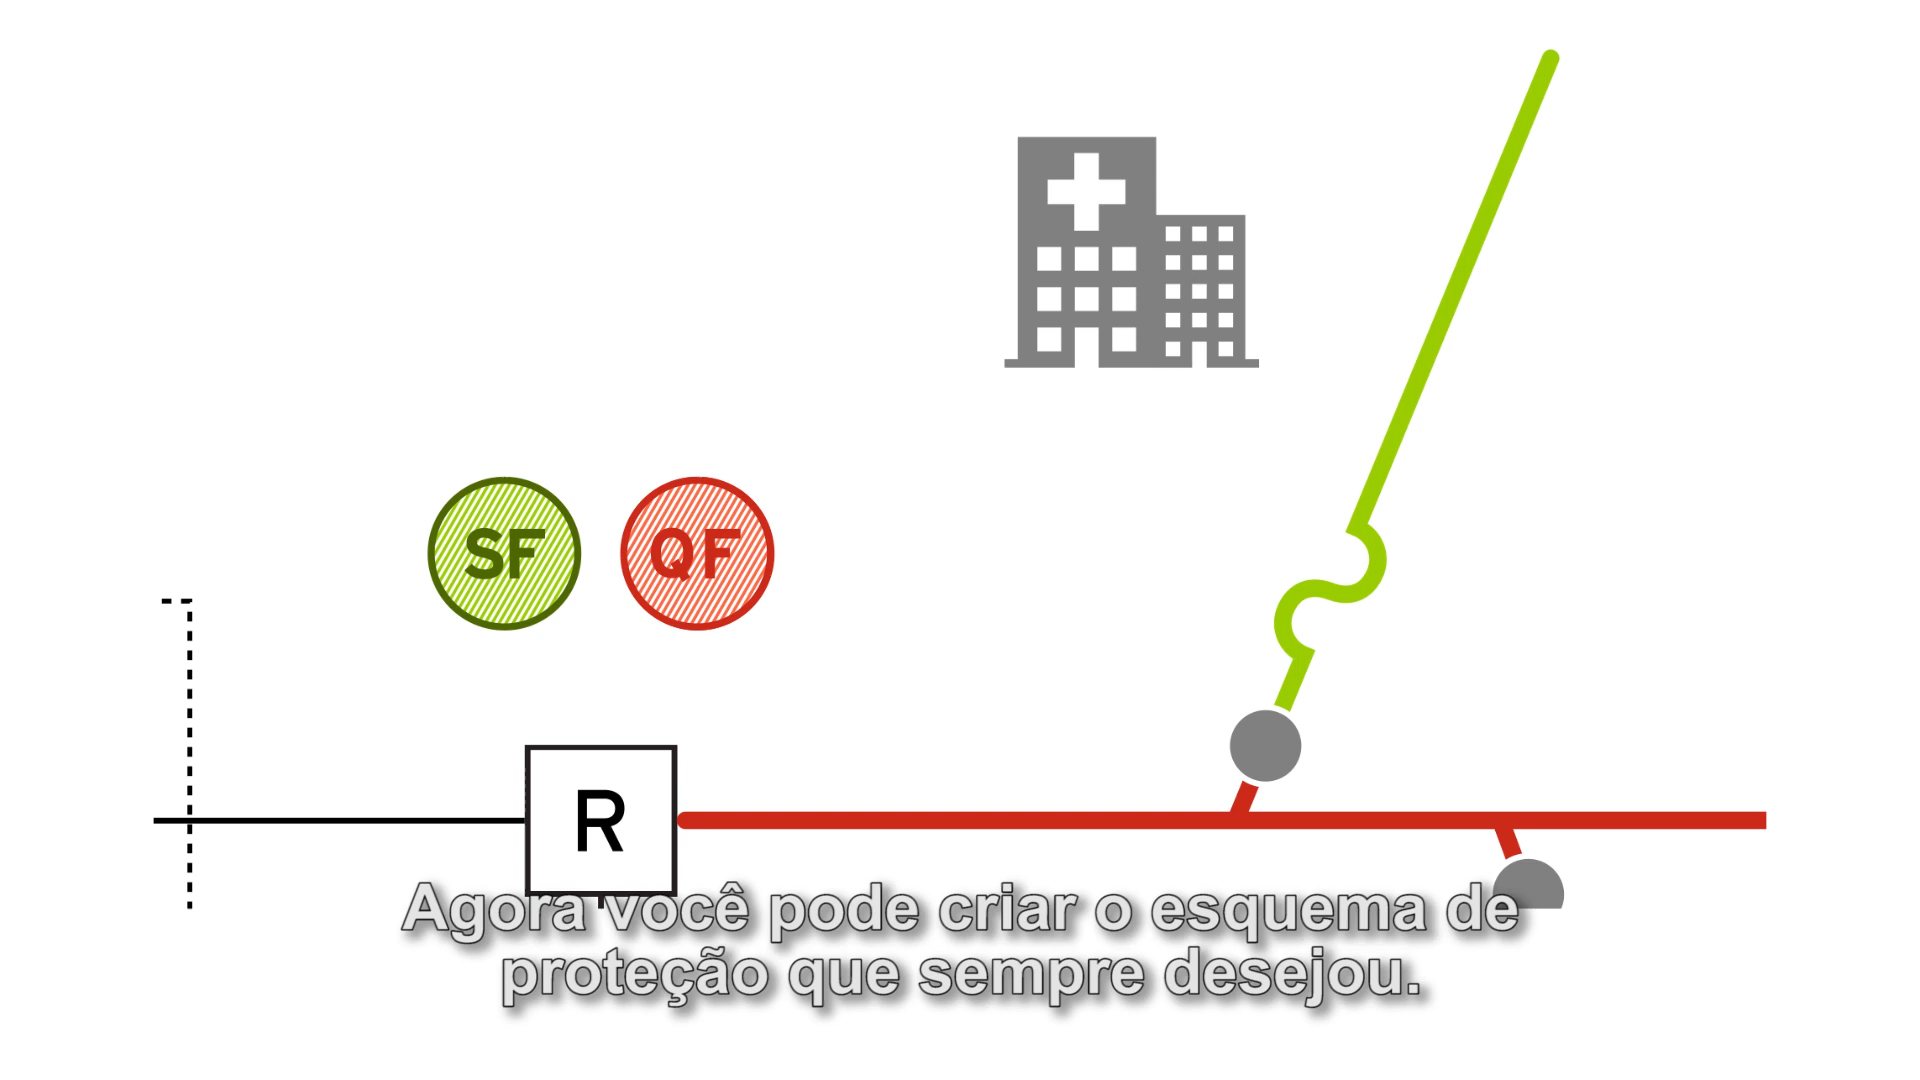 SF QF
R
Agora você pode criar o esquema de
proteção que sempre desejou.